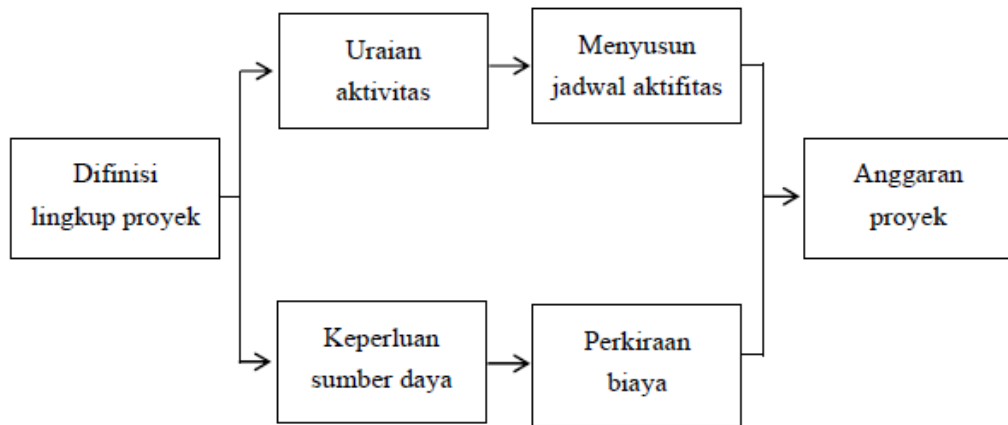 Difinisi
lingkup proyek
Uraian
aktivitas
Menyusun
jadwal aktifitas
Keperluan
sumber daya
Perkiraan
biaya
Anggaran
proyek